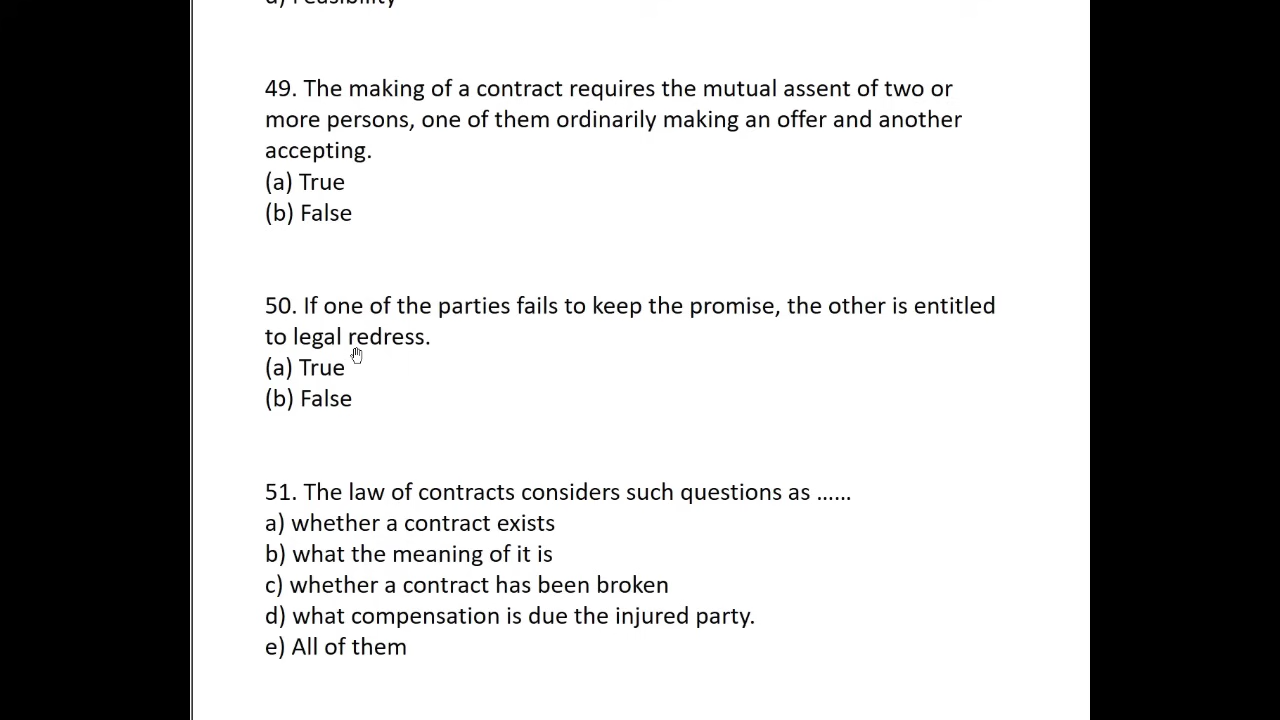 d) Feasibility
49. The making of a contract requires the mutual assent of two or
more persons, one of them ordinarily making an offer and another
accepting.
(a) True
(b) False
50. If one of the parties fails to keep the promise, the other is entitled
to legal redress.
(a) True
(b) False
51. The law of contracts considers such questions as ......
a) whether a contract exists
b) what the meaning of it is
c) whether a contract has been broken
d) what compensation is due the injured party.
e) All of them